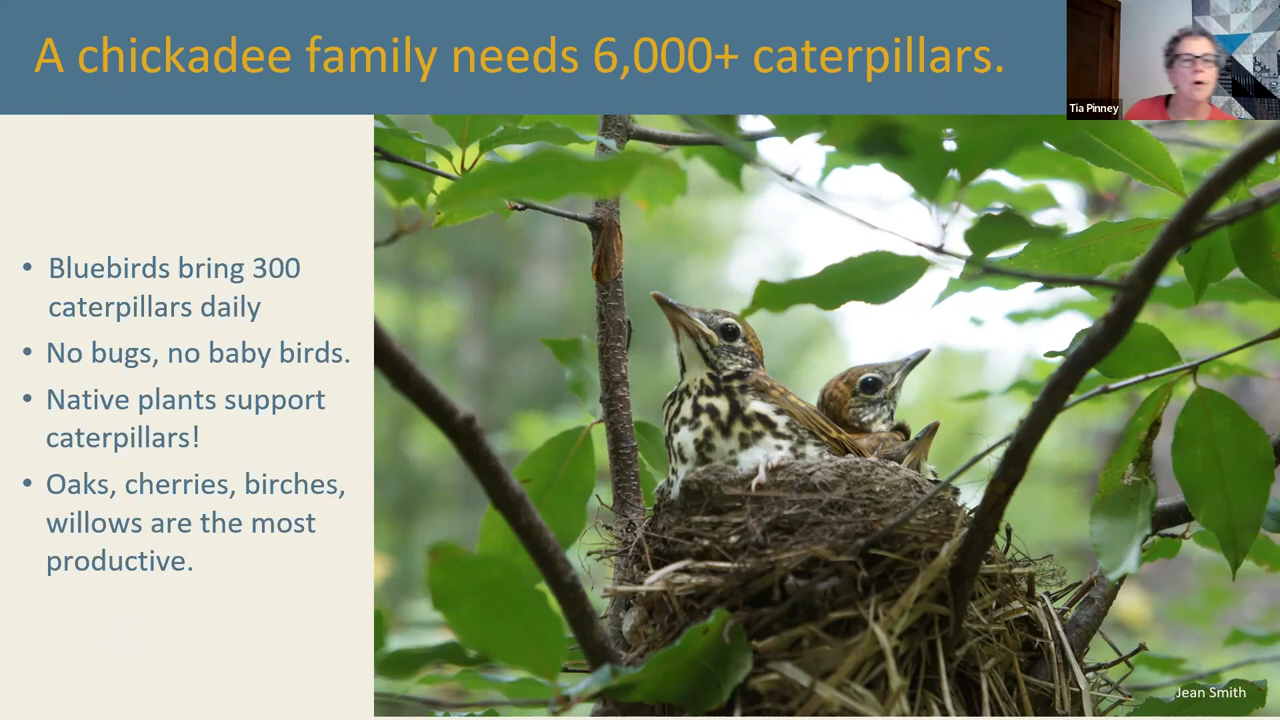 A chickadee family needs 6,000+ caterpillars.
Tia Pinney
• Bluebirds bring 300
caterpillars daily
• No bugs, no baby birds.
• Native plants support
caterpillars!
• Oaks, cherries, birches,
willows are the most
productive.
Jean Smith